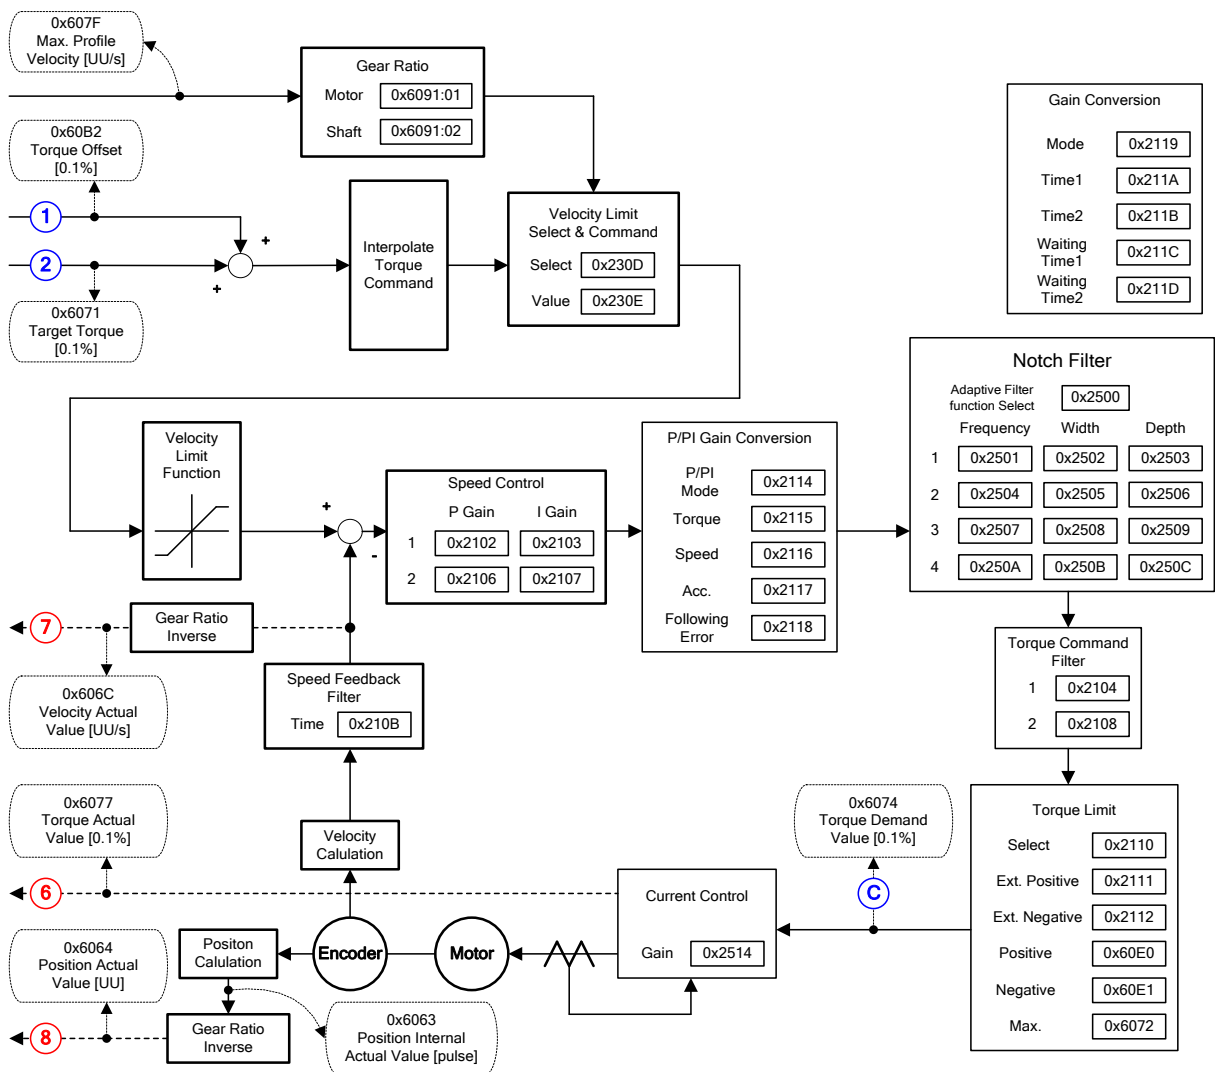 0x607F
Max. Profile
Velocity [UU/s]
Gear Ratio
Motor 0x6091:01
Shaft 0x6091:02
Gain Conversion
Mode 0x2119
Time1 0x211A
Time2 0x211B
Waiting
Time1 0x211C
Waiting
Time2 0x211D
0x60B2
Torque Offset
[0.1%]
1
2
+
+
0x6071
Target Torque
[0.1%]
Interpolate
Torque
Command
Velocity Limit
Select & Command
Select 0x230D
Value 0x230E
Velocity
Limit
Function
+
-
Speed Control
P Gain I Gain
1 0x2102 0x2103
2 0x2106 0x2107
P/PI Gain Conversion
P/PI
Mode 0x2114
Torque 0x2115
Speed 0x2116
Acc. 0x2117
Following
Error 0x2118
Notch Filter
Adaptive Filter
function Select 0x2500
Frequency Width Depth
1 0x2501 0x2502 0x2503
2 0x2504 0x2505 0x2506
3 0x2507 0x2508 0x2509
4 0x250A 0x250B 0x250C
7
Gear Ratio
Inverse
0x606C
Velocity Actual
Value [UU/s]
Speed Feedback
Filter
Time 0x210B
Torque Command
Filter
1 0x2104
2 0x2108
0x6077
Torque Actual
Value [0.1%]
Velocity
Calulation
0x6074
Torque Demand
Value [0.1%]
Torque Limit
Select 0x2110
Ext. Positive 0x2111
Ext. Negative 0x2112
Positive 0x60E0
Negative 0x60E1
Max. 0x6072
6
C
Current Control
Gain 0x2514
0x6064
Position Actual
Value [UU]
Positon
Calculation
Encoder
Motor
8
Gear Ratio
Inverse
0x6063
Position Internal
Actual Value [pulse]